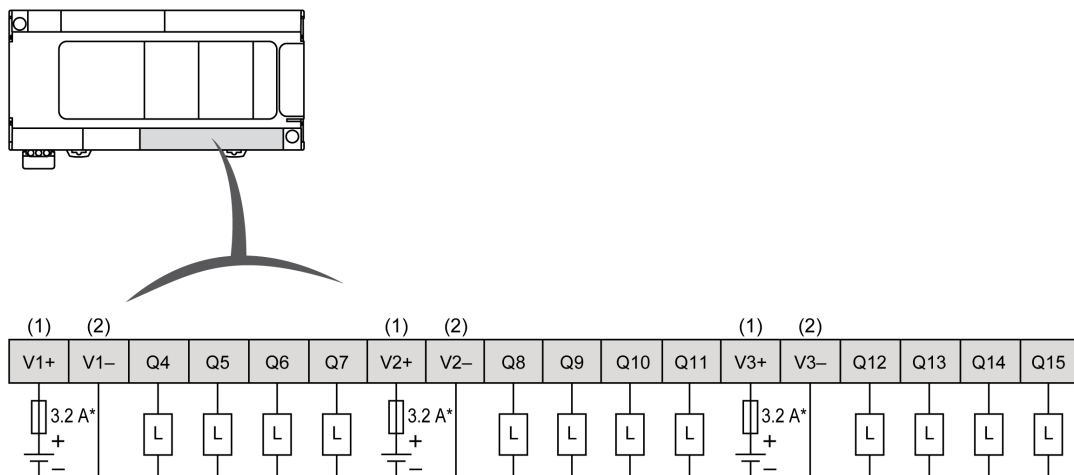 (1) (2) (1) (2) (1) (2)
V1+ V1– Q4 Q5 Q6 Q7 V2+ V2– Q8 Q9 Q10 Q11 V3+ V3– Q12 Q13 Q14 Q15
3.2 A* L L L L 3.2 A* L L L L 3.2 A* L L L L
+ + +
– – –